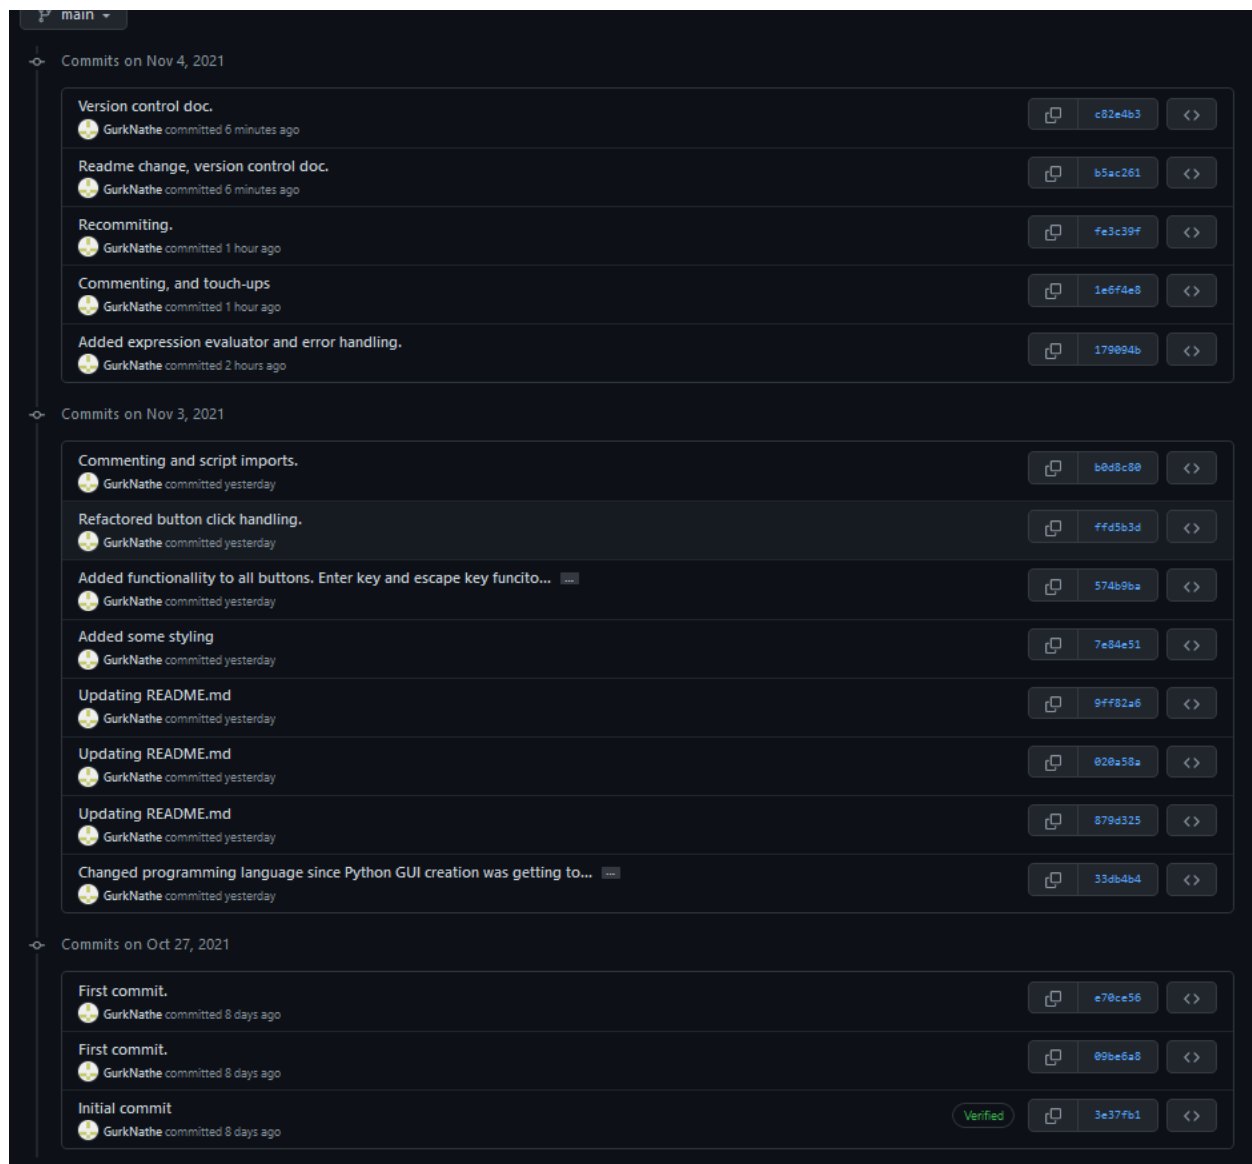 main
Commits on Nov 4, 2021
Version control doc.
GurkNathe committed 6 minutes ago
c82e4b3
Readme change, version control doc.
GurkNathe committed 6 minutes ago
b5ac261
Recommiting.
GurkNathe committed 1 hour ago
fe3c39f
Commenting, and touch-ups
GurkNathe committed 1 hour ago
1e6f4e8
Added expression evaluator and error handling.
GurkNathe committed 2 hours ago
179094b
Commits on Nov 3, 2021
Commenting and script imports.
GurkNathe committed yesterday
b0d8c80
Refactored button click handling.
GurkNathe committed yesterday
ffd5b3d
Added functionallity to all buttons. Enter key and escape key funcito... ...
GurkNathe committed yesterday
574b9ba
Added some styling
GurkNathe committed yesterday
7e84e51
Updating README.md
GurkNathe committed yesterday
9ff82a6
Updating README.md
GurkNathe committed yesterday
020a58a
Updating README.md
GurkNathe committed yesterday
879d325
Changed programming language since Python GUI creation was getting to... ...
GurkNathe committed yesterday
33db4b4
Commits on Oct 27, 2021
First commit.
GurkNathe committed 8 days ago
e70ce56
First commit.
GurkNathe committed 8 days ago
09be6a8
Initial commit
GurkNathe committed 8 days ago
Verified
3e37fb1